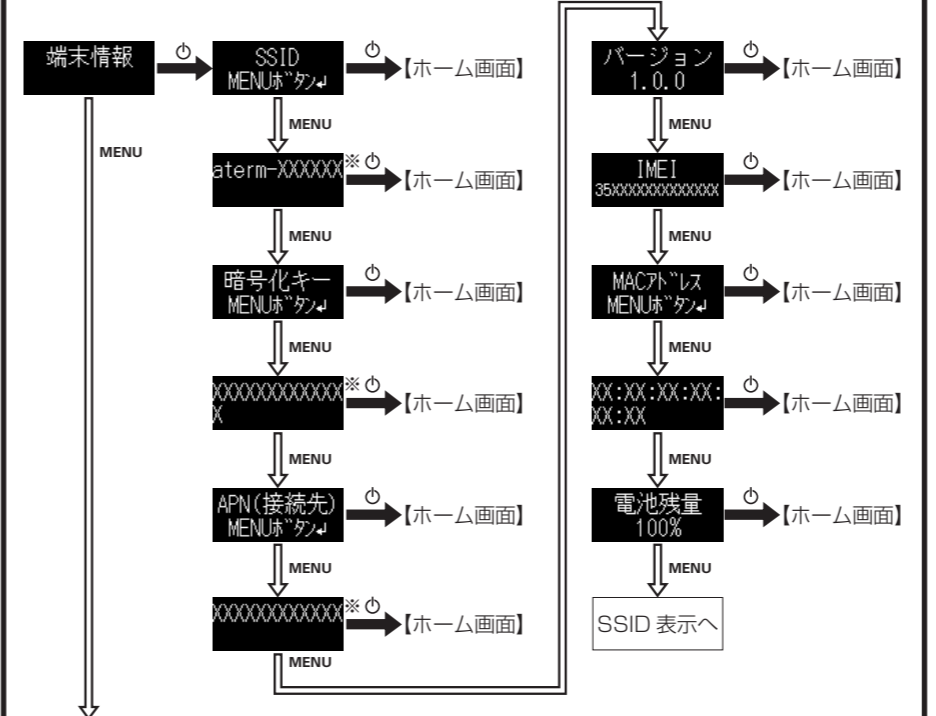 端末情報
MENU
SSID
MENUﾎﾞﾀﾝ↲
【ホーム画面】
MENU
aterm-XXXXXX
※
【ホーム画面】
MENU
暗号化キー
MENUﾎﾞﾀﾝ↲
【ホーム画面】
MENU
XXXXXXXXXXXX
X
※
【ホーム画面】
MENU
APN(接続先)
MENUﾎﾞﾀﾝ↲
【ホーム画面】
MENU
XXXXXXXXXXXX
※
【ホーム画面】
MENU
バージョン
1.0.0
【ホーム画面】
MENU
IMEI
35XXXXXXXXXXXXX
【ホーム画面】
MENU
MACｱﾄﾞﾚｽ
MENUﾎﾞﾀﾝ↲
【ホーム画面】
MENU
XX:XX:XX:XX:
XX:XX
【ホーム画面】
MENU
電池残量
100%
【ホーム画面】
MENU
SSID 表示へ